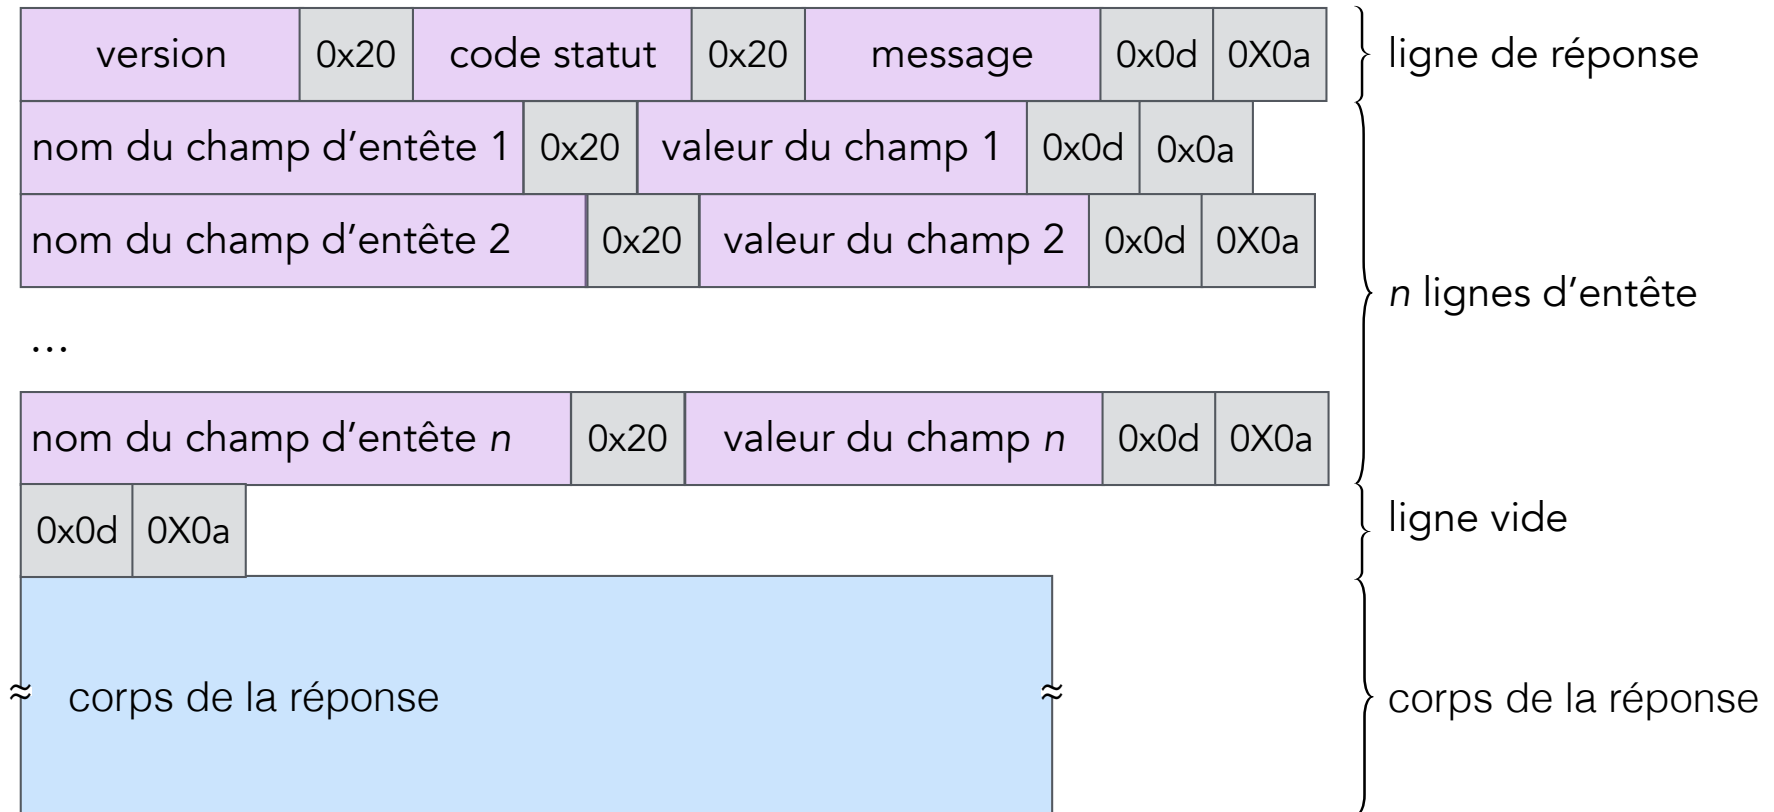 version 0x20 code statut 0x20 message 0x0d 0X0a ligne de réponse
nom du champ d’entête 1 0x20 valeur du champ 1 0x0d 0x0a
nom du champ d’entête 2 0x20 valeur du champ 2 0x0d 0X0a
n lignes d’entête
...
nom du champ d’entête n 0x20 valeur du champ n 0x0d 0X0a
0x0d 0X0a ligne vide
≈ corps de la réponse ≈ corps de la réponse